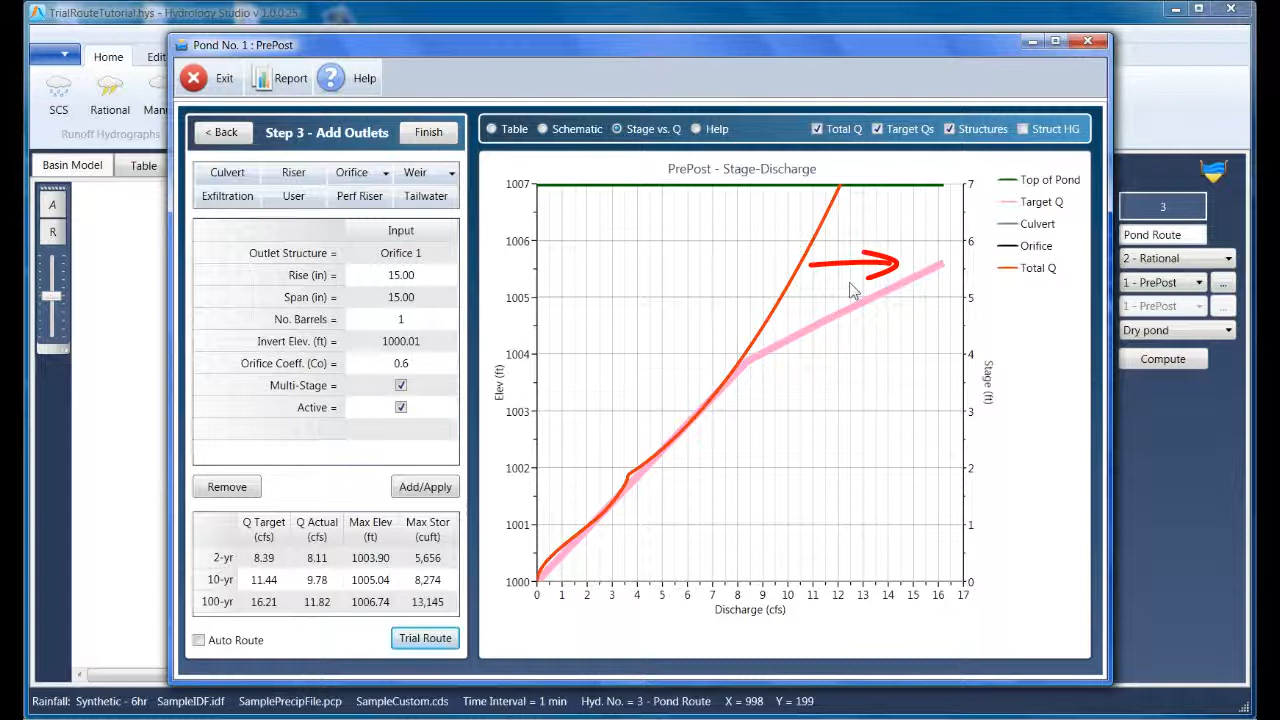 TrialRouteTutorial.hys - Hydrology Studio v 1.0.0.25
Pond No. 1 : PrePost
Home Edit
Exit Report Help
SCS Rational
Runoff Hydrographs
Basin Model Table
A
R
< Back Step 3 - Add Outlets Finish
Culvert Riser Orifice Weir
Exfiltration User Perf Riser Tailwater
Input
Outlet Structure = Orifice 1
Rise (in) = 15.00
Span (in) = 15.00
No. Barrels = 1
Invert Elev. (ft) = 1000.01
Orifice Coeff. (Co) = 0.6
Multi-Stage =
Active =
Remove Add/Apply
Q Target (cfs) Q Actual (cfs) Max Elev (ft) Max Stor (cuft)
2-yr 8.39 8.11 1003.90 5,656
10-yr 11.44 9.78 1005.04 8,274
100-yr 16.21 11.82 1006.74 13,145
Auto Route Trial Route
Table Schematic Stage vs. Q Help Total Q Target Qs Structures Struct HG
PrePost - Stage-Discharge
1007 7
1006 6
1005 5
1004 4
1003 3
1002 2
1001 1
1000 0
Elev (ft)
Stage (ft)
0 1 2 3 4 5 6 7 8 9 10 11 12 13 14 15 16 17
Discharge (cfs)
Top of Pond
Target Q
Culvert
Orifice
Total Q
3
Pond Route
2 - Rational
1 - PrePost ...
1 - PrePost ...
Dry pond
Compute
Rainfall: Synthetic - 6hr SampleIDF.idf SamplePrecipFile.pcp SampleCustom.cds Time Interval = 1 min Hyd. No. = 3 - Pond Route X = 998 Y = 199